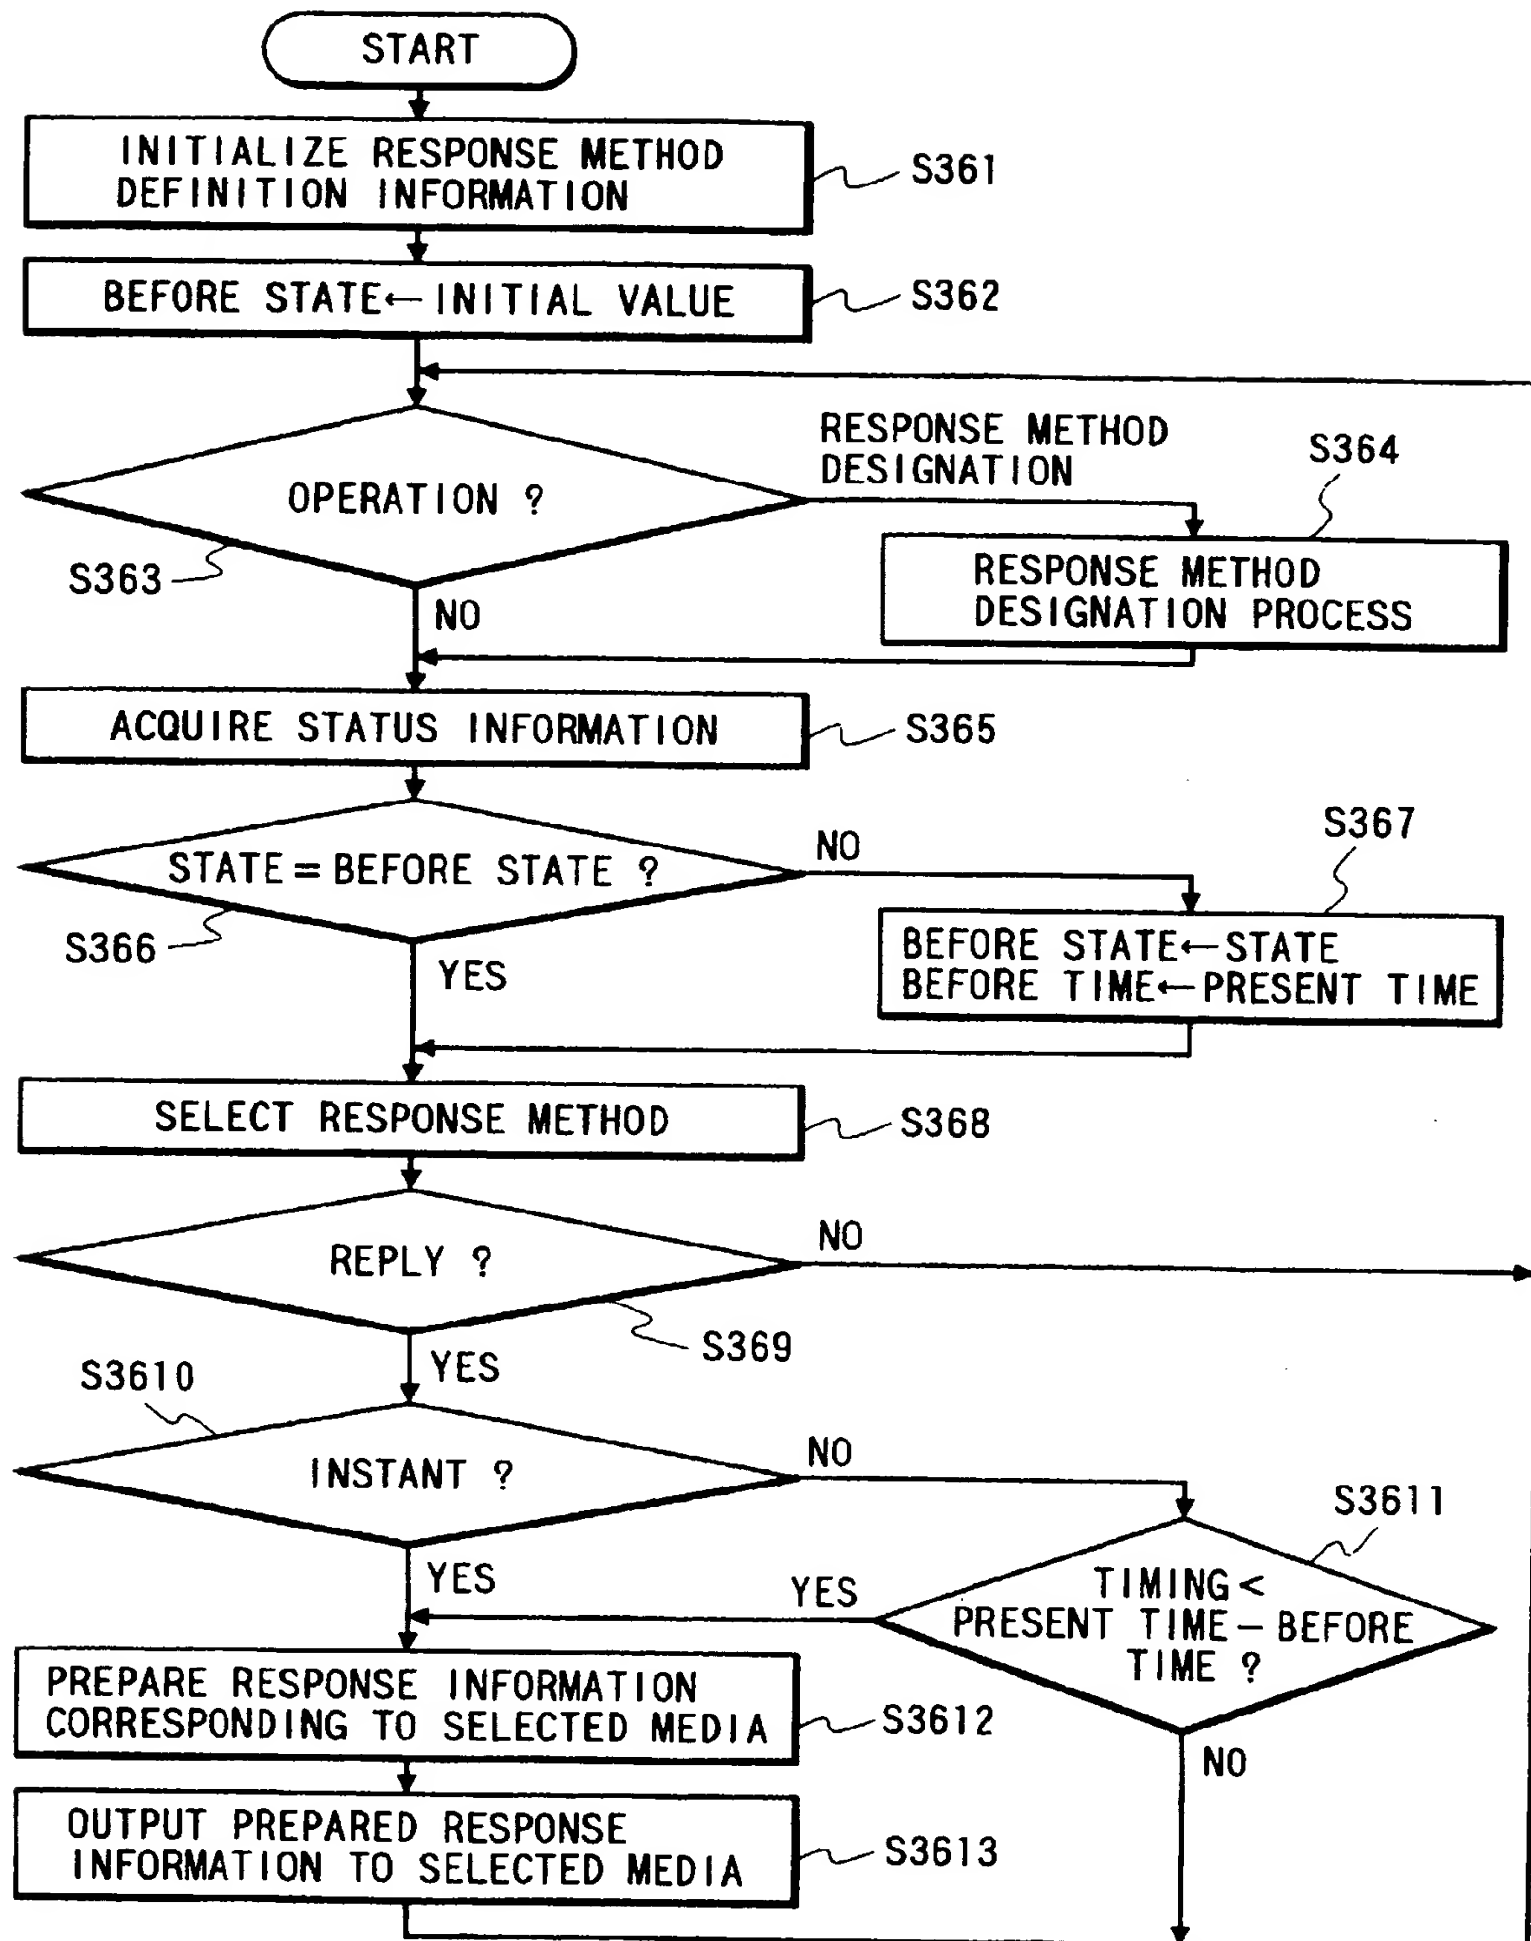 START
INITIALIZE RESPONSE METHOD
DEFINITION INFORMATION
S361
BEFORE STATE←INITIAL VALUE
S362
OPERATION ?
S363
RESPONSE METHOD
DESIGNATION
S364
RESPONSE METHOD
DESIGNATION PROCESS
NO
ACQUIRE STATUS INFORMATION
S365
STATE=BEFORE STATE ?
S366
NO
S367
BEFORE STATE←STATE
BEFORE TIME←PRESENT TIME
YES
SELECT RESPONSE METHOD
S368
REPLY ?
NO
S369
YES
S3610
INSTANT ?
NO
S3611
YES
YES
TIMING<
PRESENT TIME–BEFORE
TIME ?
NO
PREPARE RESPONSE INFORMATION
CORRESPONDING TO SELECTED MEDIA
S3612
OUTPUT PREPARED RESPONSE
INFORMATION TO SELECTED MEDIA
S3613